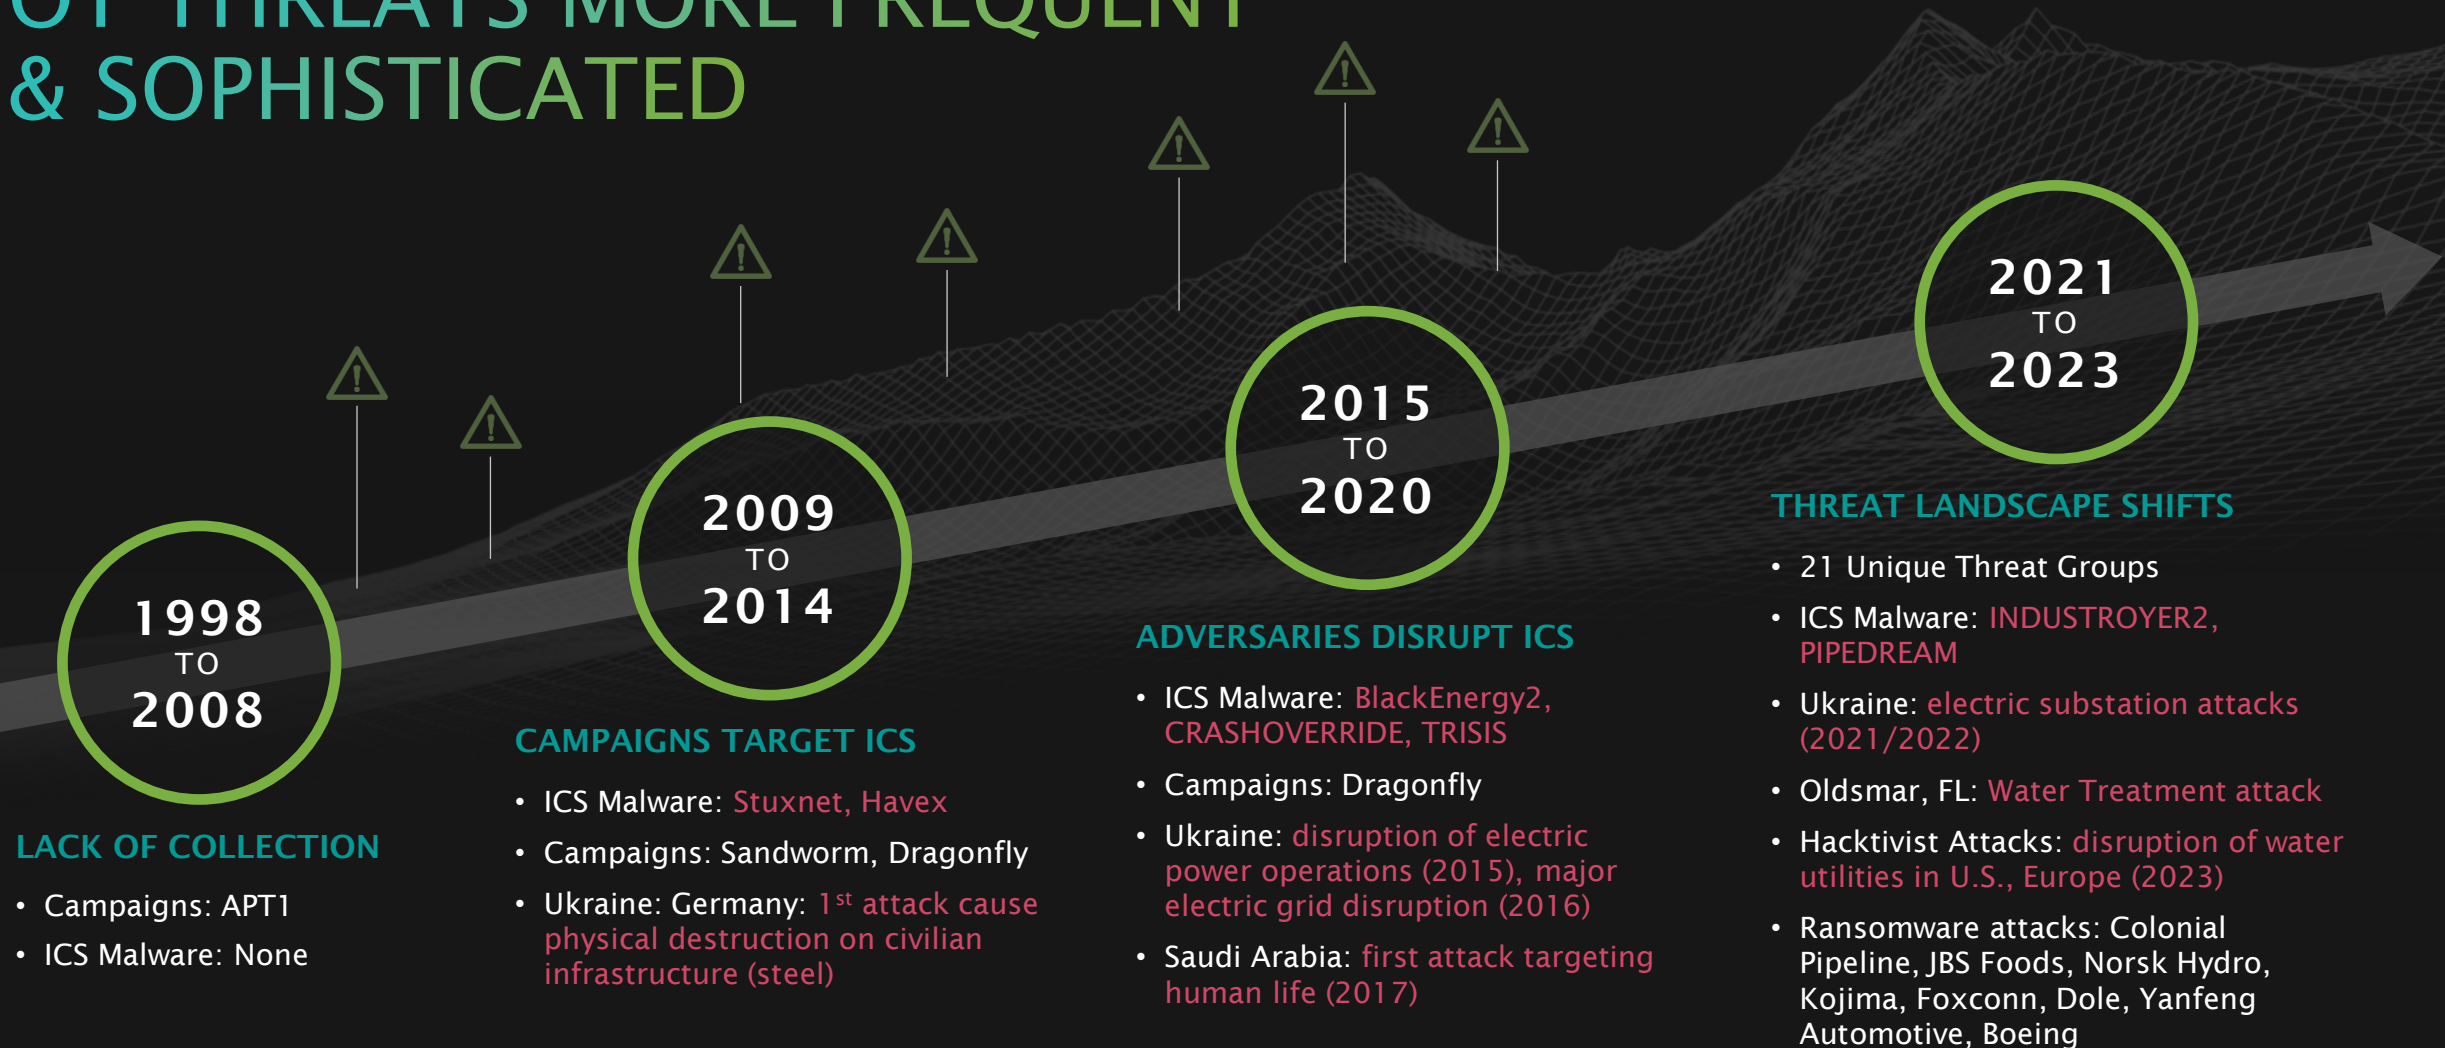 OT THREATS MORE FREQUENT
& SOPHISTICATED
1998
TO
2008
LACK OF COLLECTION
• Campaigns: APT1
• ICS Malware: None
2009
TO
2014
CAMPAIGNS TARGET ICS
• ICS Malware: Stuxnet, Havex
• Campaigns: Sandworm, Dragonfly
• Ukraine: Germany: 1st attack cause
physical destruction on civilian
infrastructure (steel)
2015
TO
2020
ADVERSARIES DISRUPT ICS
• ICS Malware: BlackEnergy2,
CRASHOVERRIDE, TRISIS
• Campaigns: Dragonfly
• Ukraine: disruption of electric
power operations (2015), major
electric grid disruption (2016)
• Saudi Arabia: first attack targeting
human life (2017)
2021
TO
2023
THREAT LANDSCAPE SHIFTS
• 21 Unique Threat Groups
• ICS Malware: INDUSTROYER2,
PIPEDREAM
• Ukraine: electric substation attacks
(2021/2022)
• Oldsmar, FL: Water Treatment attack
• Hacktivist Attacks: disruption of water
utilities in U.S., Europe (2023)
• Ransomware attacks: Colonial
Pipeline, JBS Foods, Norsk Hydro,
Kojima, Foxconn, Dole, Yanfeng
Automotive, Boeing